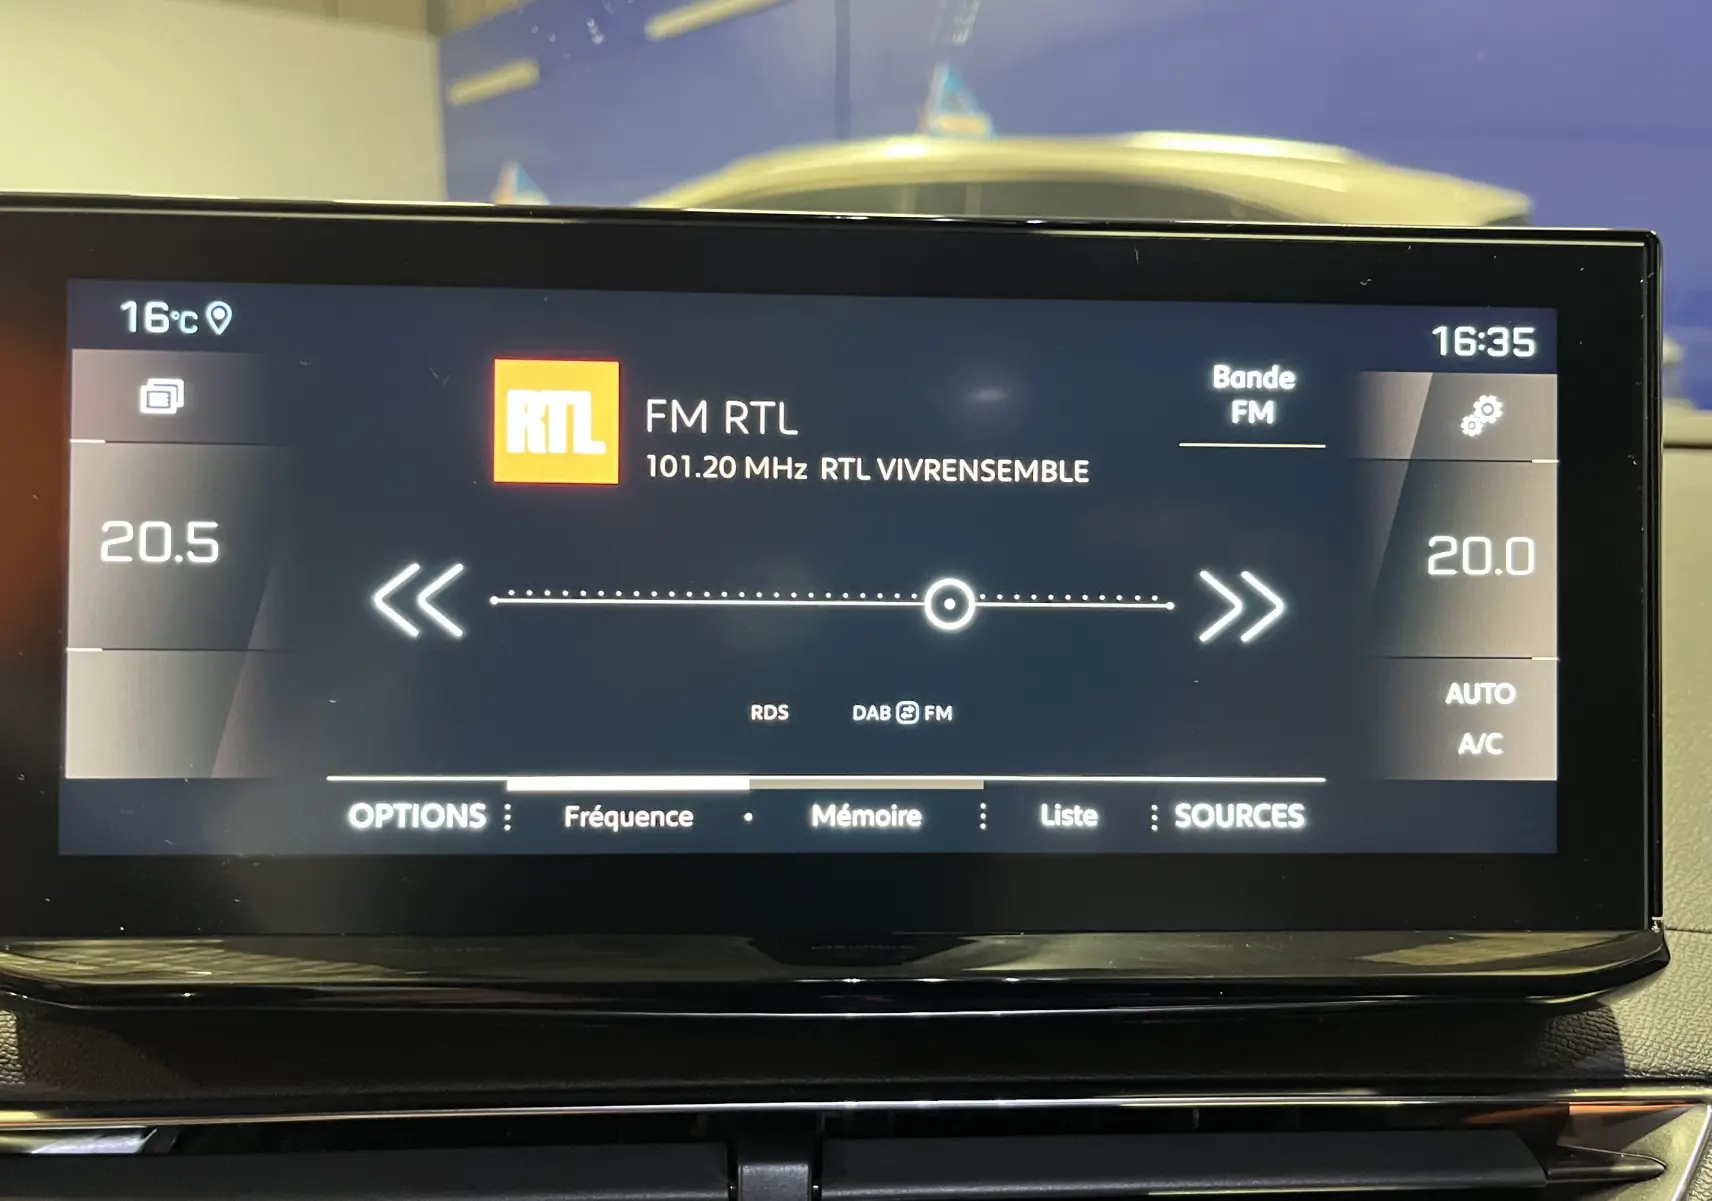 16°C
16:35
Bande
FM
RTL
FM RTL
101.20 MHz RTL VIVRENSEMBLE
20.5
20.0
RDS
DAB FM
AUTO
A/C
OPTIONS
Fréquence
Mémoire
Liste
SOURCES